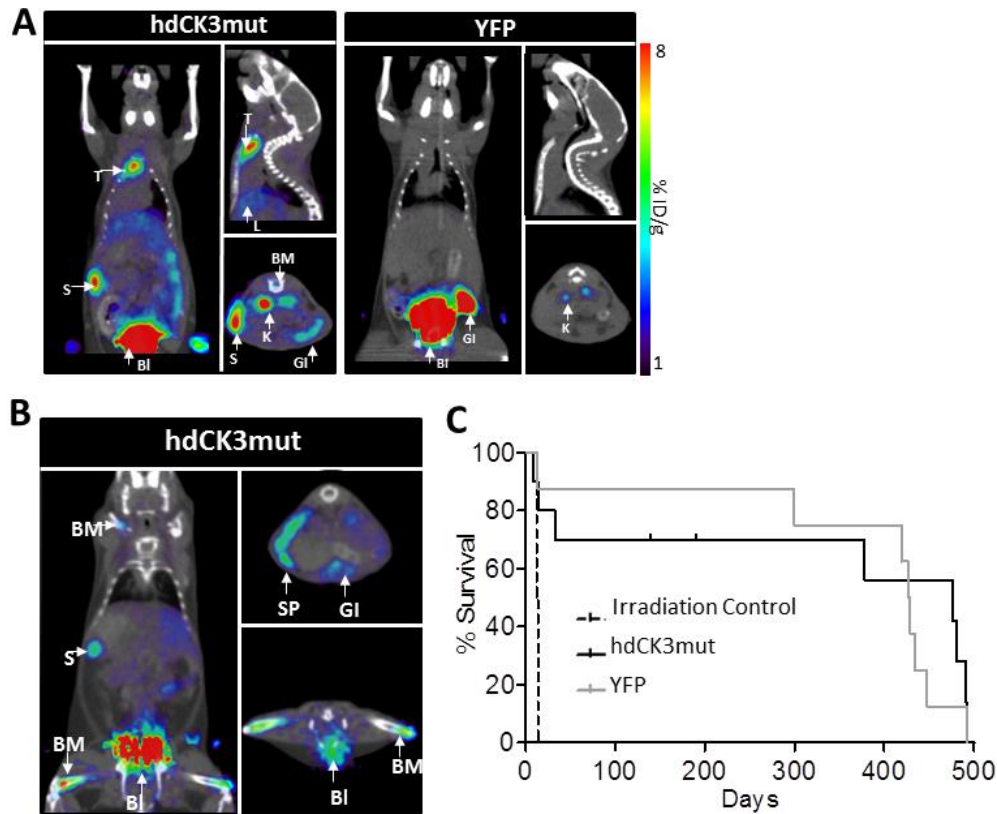 A
hdCK3mut
YFP
T
S
Bl
T
L
BM
K
S
GI
Bl
GI
K
8
% ID/g
1
B
hdCK3mut
BM
S
BM
Bl
SP
GI
BM
Bl
C
100
80
60
40
20
0
% Survival
Irradiation Control
hdCK3mut
YFP
0
100
200
300
400
500
Days